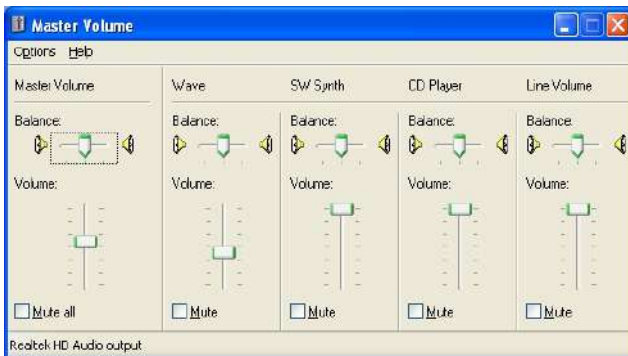 Master Volume
Options Help
Master Volume Wave SW Synth CD Player Line Volume
Balance: Balance: Balance: Balance: Balance:
Volume: Volume: Volume: Volume: Volume:
Mute all Mute Mute Mute Mute
Realtek HD Audio output